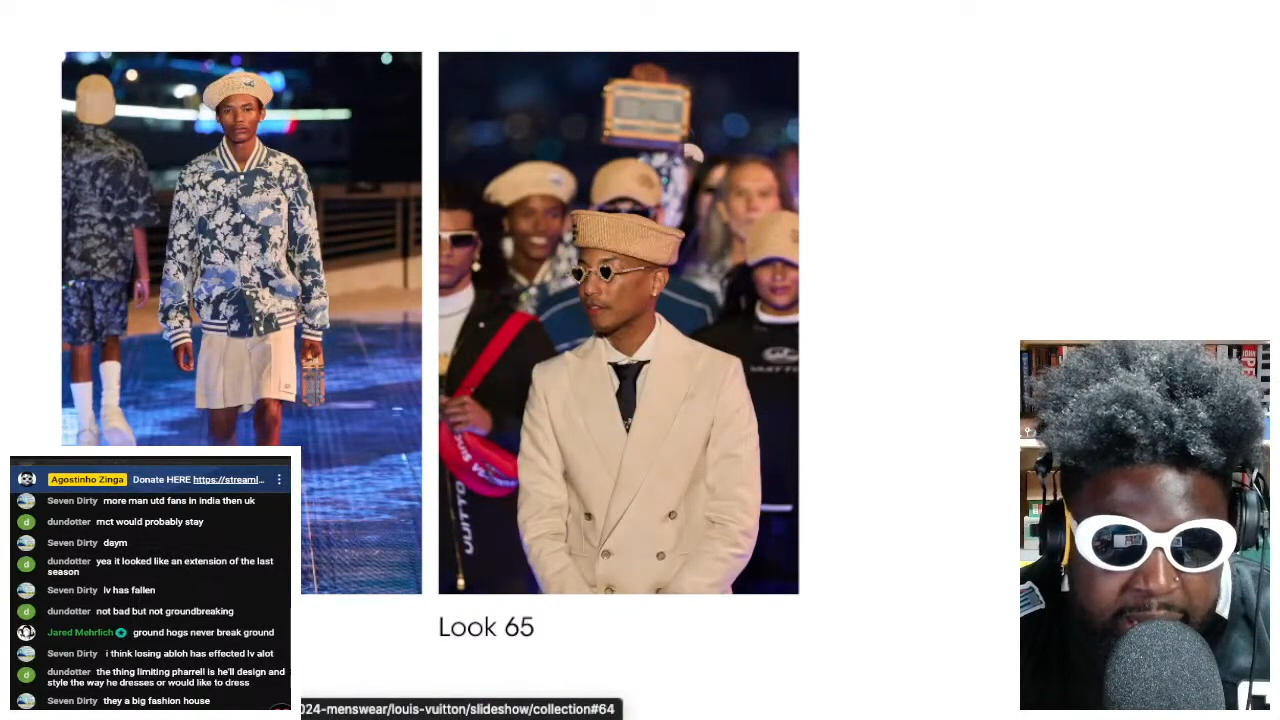 Look 65
Agostinho Zinga Donate HERE https://streaml...
Seven Dirty more man utd fans in india then uk
dundotter mct would probably stay
Seven Dirty daym
dundotter yea it looked like an extension of the last
season
Seven Dirty lv has fallen
dundotter not bad but not groundbreaking
Jared Mehrlich ground hogs never break ground
Seven Dirty i think losing abloh has effected lv alot
dundotter the thing limiting pharrell is he'll design and
style the way he dresses or would like to dress
Seven Dirty they a big fashion house
024-menswear/louis-vuitton/slideshow/collection#64